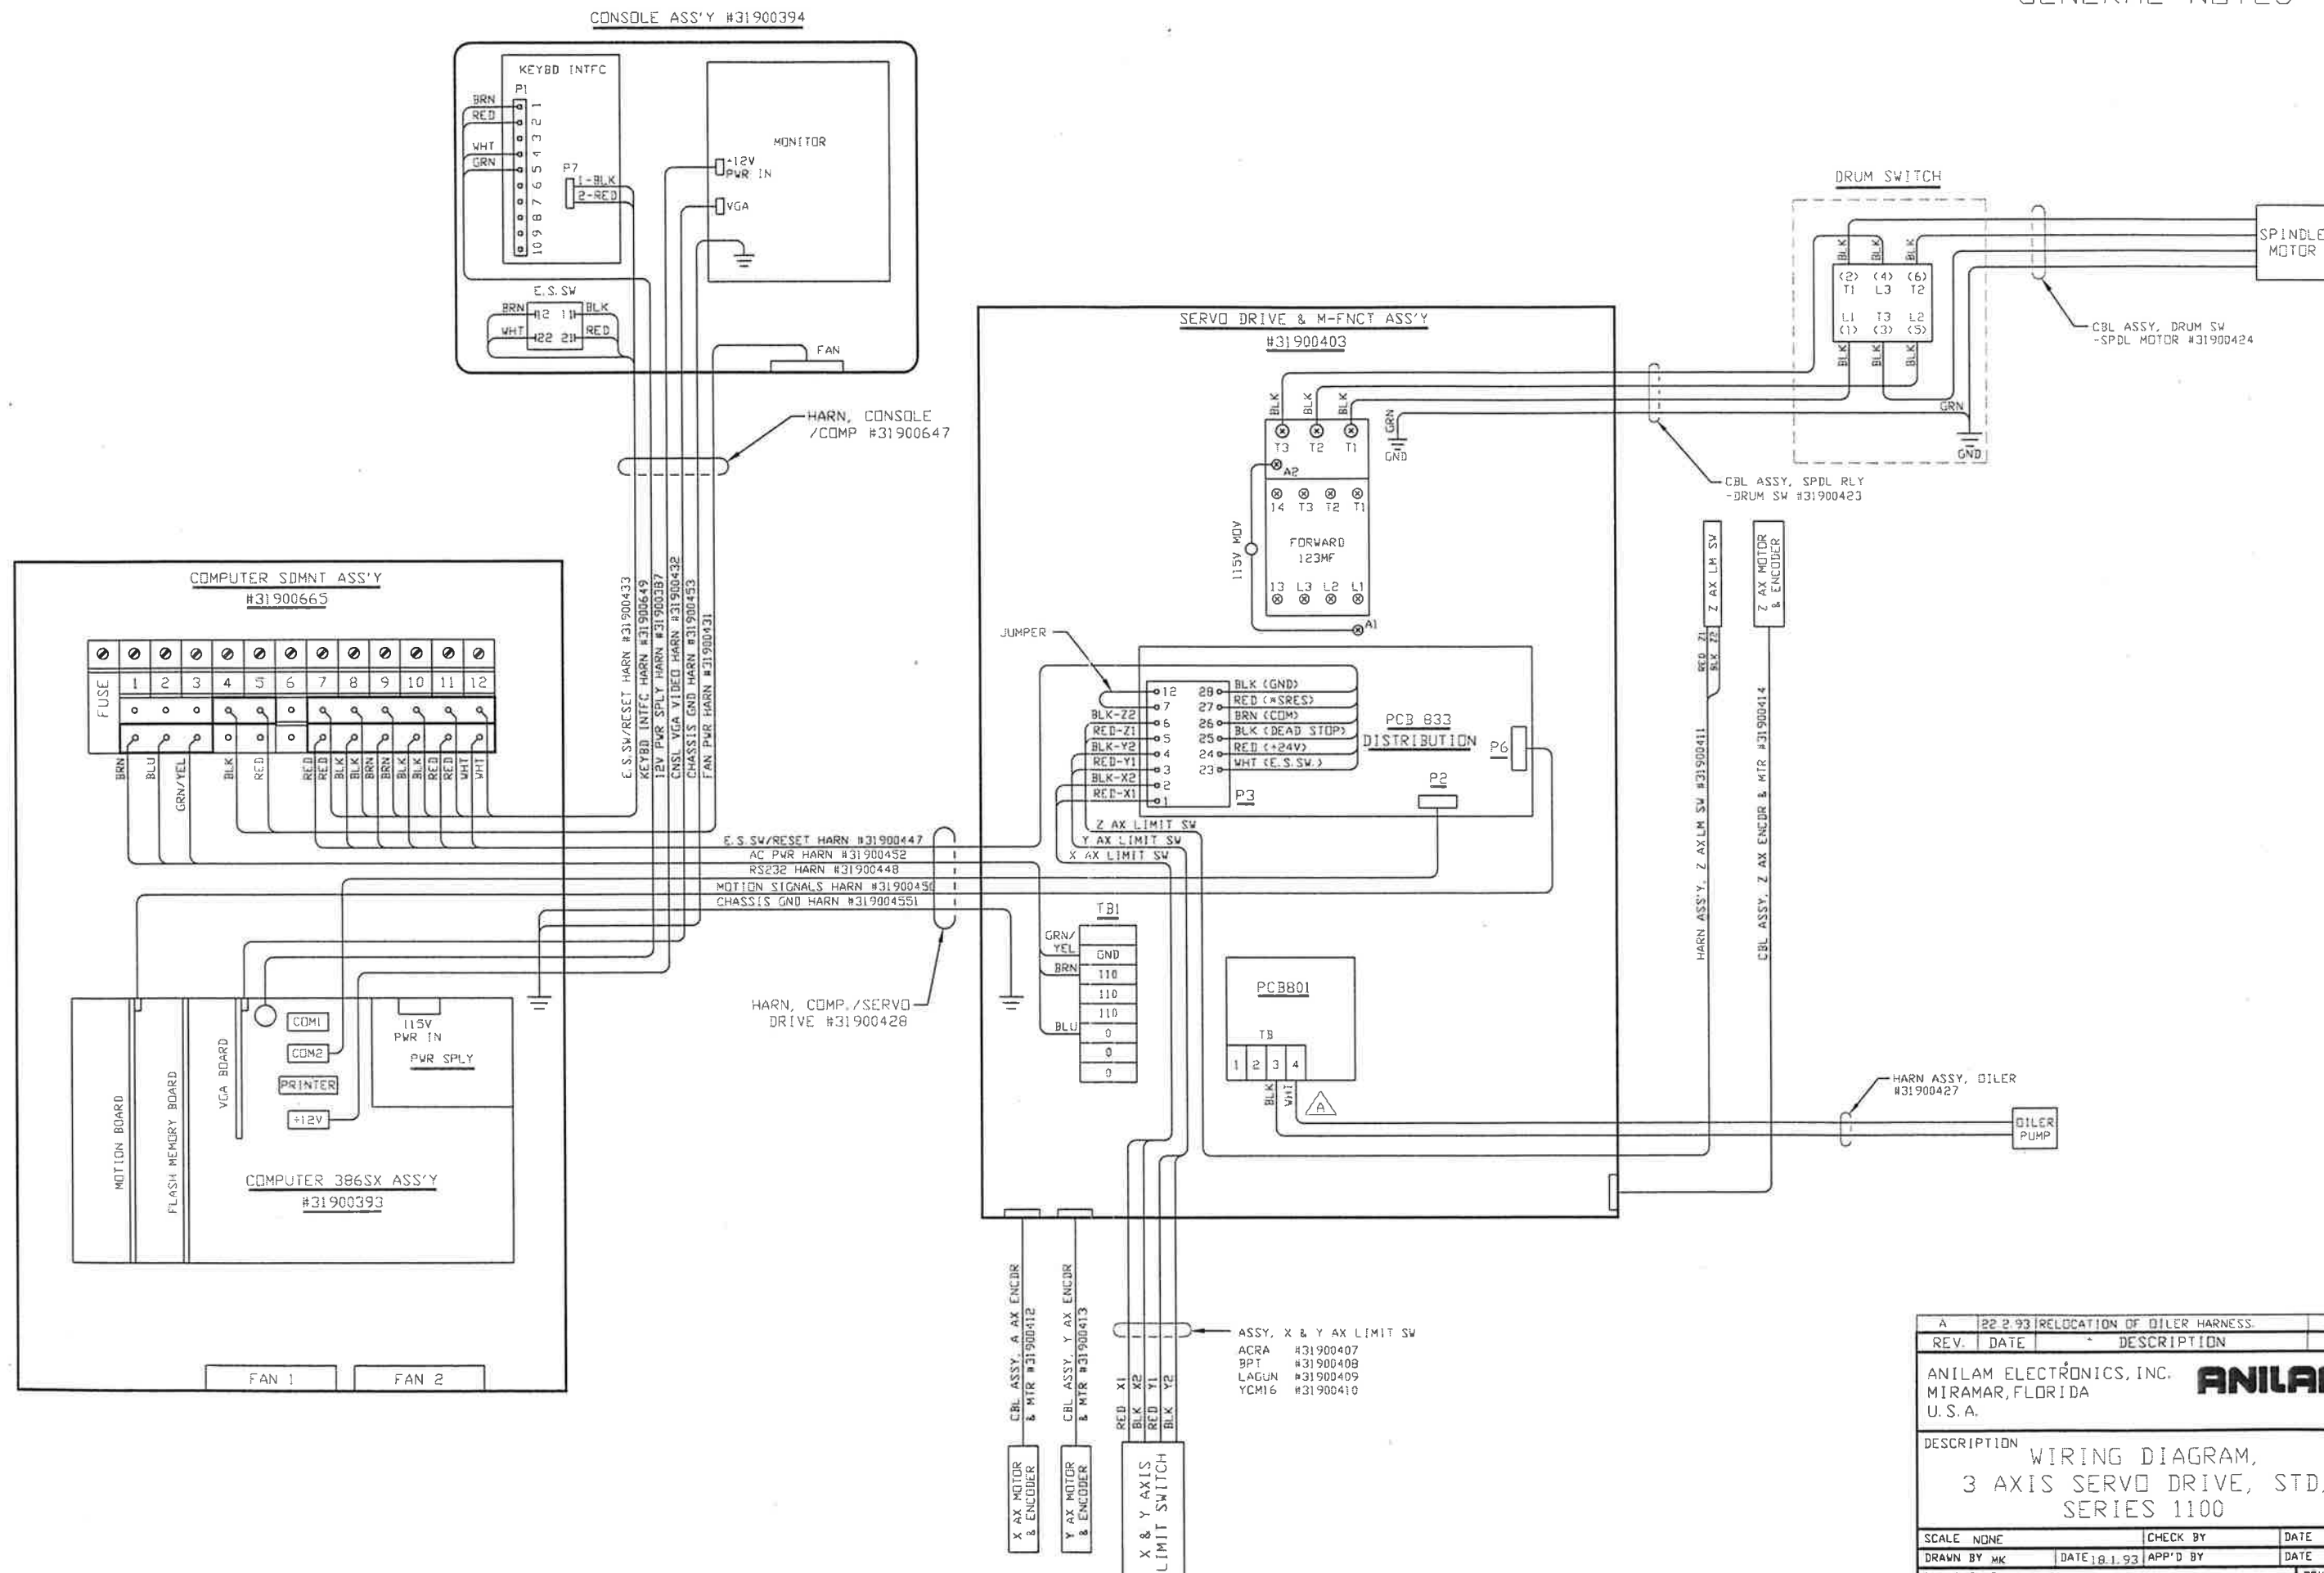 CONSOLE ASS'Y #31900394
KEYBD INTFC
P1
BRN
RED
WHT
GRN
1
2
3
4
5
6
7
8
9
10
P7
1-BLK
2-RED
MONITOR
+12V
PWR IN
VGA
E.S.SW
BRN 12 11 BLK
WHT 22 21 RED
FAN
HARN, CONSOLE
/COMP #31900647
E.S.SW/RESET HARN #31900433
KEYBD INTFC HARN #31900649
12V PWR SPLY HARN #31900387
CNSL VGA VIDEO HARN #31900432
CHASSIS GND HARN #31900453
FAN PWR HARN #31900431
COMPUTER SDMNT ASS'Y
#31900665
FUSE 1 2 3 4 5 6 7 8 9 10 11 12
BRN
BLU
GRN/YEL
BLK
RED
RED
RED
BLK
BLK
BRN
BRN
BLK
BLK
RED
RED
WHT
WHT
E.S.SW/RESET HARN #31900447
AC PWR HARN #31900452
RS232 HARN #31900448
MOTION SIGNALS HARN #3190045
CHASSIS GND HARN #319004551
HARN, COMP./SERVO
DRIVE #31900428
MOTION BOARD
FLASH MEMORY BOARD
VGA BOARD
COM1
COM2
PRINTER
+12V
115V
PWR IN
PWR SPLY
COMPUTER 386SX ASS'Y
#31900393
FAN 1
FAN 2
SERVO DRIVE & M-FNCT ASS'Y
#31900403
BLK
BLK
BLK
GRN
GND
T3 T2 T1
A2
14 T3 T2 T1
FORWARD
123MF
115V MOV
13 L3 L2 L1
A1
JUMPER
12
7
BLK-Z2 6
RED-Z1 5
BLK-Y2 4
RED-Y1 3
BLK-X2 2
RED-X1 1
28 BLK (GND)
27 RED (*SRES)
26 BRN (COM)
25 BLK (DEAD STOP)
24 RED (+24V)
23 WHT (E.S.SW.)
P3
PCB 833
DISTRIBUTION
P6
P2
Z AX LIMIT SW
Y AX LIMIT SW
X AX LIMIT SW
TB1
GRN/
YEL
GND
BRN
110
110
110
BLU
0
0
0
PCB801
TB
1 2 3 4
BLK
WHT
A
DRUM SWITCH
BLK
BLK
BLK
(2) (4) (6)
T1 L3 T2
L1 T3 L2
(1) (3) (5)
BLK
BLK
BLK
GRN
GND
SPINDLE
MOTOR
CBL ASSY, DRUM SW
-SPDL MOTOR #31900424
CBL ASSY, SPDL RLY
-DRUM SW #31900423
Z AX LM SW
RED Z1
BLK Z2
Z AX MOTOR
& ENCODER
HARN ASS'Y, Z AXLM SW #31900411
CBL ASSY, Z AX ENCDR & MTR #31900414
HARN ASSY, OILER
#31900427
OILER
PUMP
CBL ASSY, A AX ENCDR
& MTR #31900412
CBL ASSY, Y AX ENCDR
& MTR #31900413
RED X1
BLK X2
RED Y1
BLK Y2
ASSY, X & Y AX LIMIT SW
ACRA #31900407
BPT #31900408
LAGUN #31900409
YCM16 #31900410
X AX MOTOR
& ENCODER
Y AX MOTOR
& ENCODER
X & Y AXIS
LIMIT SWITCH
A 22.2.93 RELOCATION OF OILER HARNESS.
REV. DATE DESCRIPTION
ANILAM ELECTRONICS, INC.
MIRAMAR, FLORIDA
U.S.A.
DESCRIPTION
WIRING DIAGRAM,
3 AXIS SERVO DRIVE, STD,
SERIES 1100
SCALE NONE CHECK BY DATE
DRAWN BY MK DATE 18.1.93 APP'D BY DATE